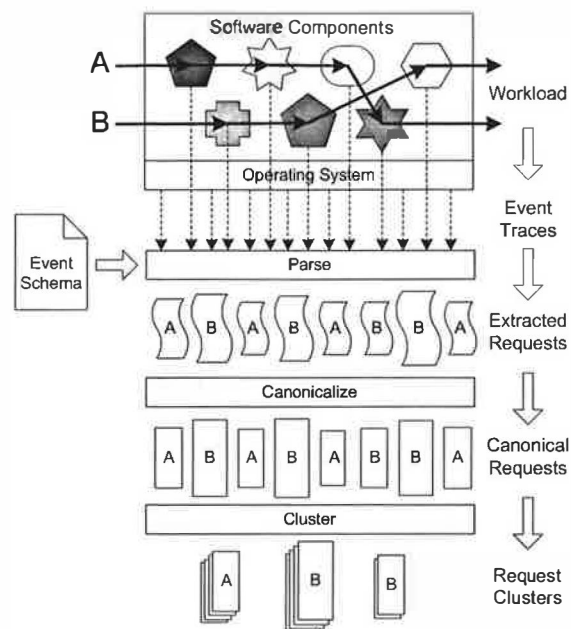 Software Components
A
B
Workload
Operating System
Event
Traces
Event
Schema
Parse
A B A B A B B A
Extracted
Requests
Canonicalize
A B A B A B B A
Canonical
Requests
Cluster
A B B
Request
Clusters